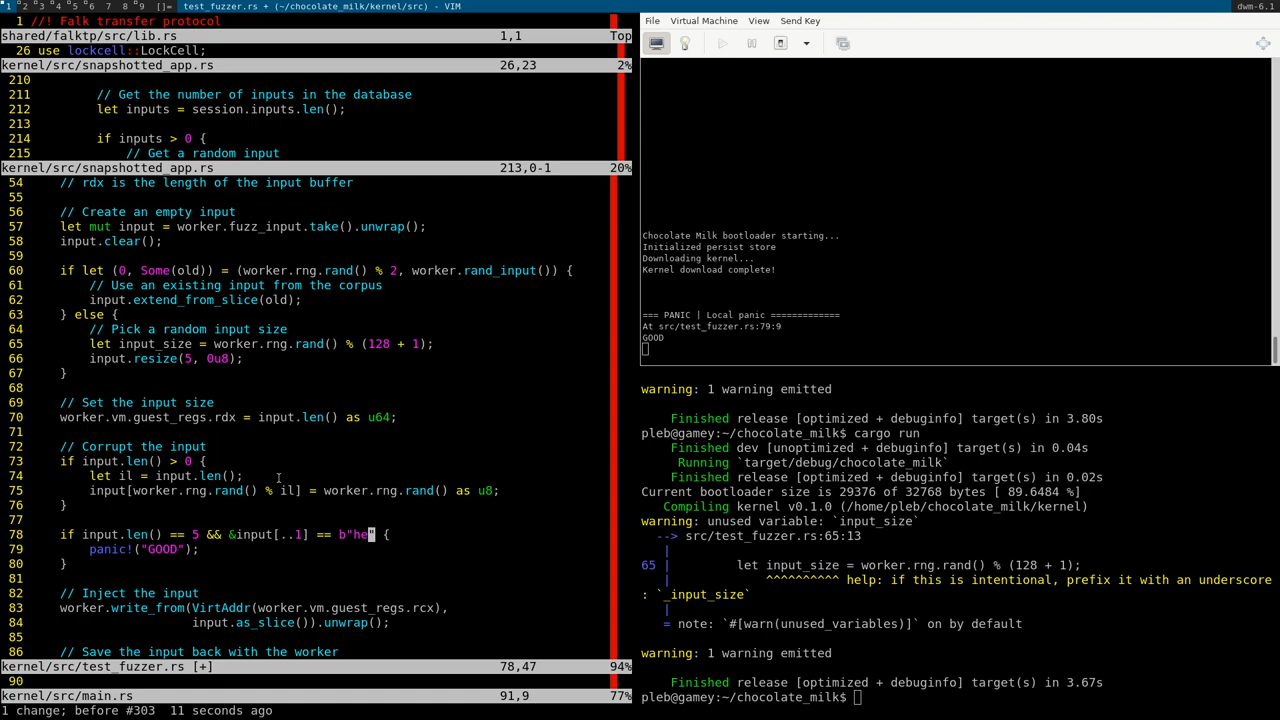 1 2 3 4 5 6 7 8 9 []= test_fuzzer.rs + (~/chocolate_milk/kernel/src) - VIM dwm-6.1
1 //! Falk transfer protocol
shared/falktp/src/lib.rs 1,1 Top
26 use lockcell::LockCell;
kernel/src/snapshotted_app.rs 26,23 2%
210
211 // Get the number of inputs in the database
212 let inputs = session.inputs.len();
213
214 if inputs > 0 {
215 // Get a random input
kernel/src/snapshotted_app.rs 213,0-1 20%
54 // rdx is the length of the input buffer
55
56 // Create an empty input
57 let mut input = worker.fuzz_input.take().unwrap();
58 input.clear();
59
60 if let (0, Some(old)) = (worker.rng.rand() % 2, worker.rand_input()) {
61 // Use an existing input from the corpus
62 input.extend_from_slice(old);
63 } else {
64 // Pick a random input size
65 let input_size = worker.rng.rand() % (128 + 1);
66 input.resize(5, 0u8);
67 }
68
69 // Set the input size
70 worker.vm.guest_regs.rdx = input.len() as u64;
71
72 // Corrupt the input
73 if input.len() > 0 {
74 let il = input.len();
75 input[worker.rng.rand() % il] = worker.rng.rand() as u8;
76 }
77
78 if input.len() == 5 && &input[..1] == b"he" {
79 panic!("GOOD");
80 }
81
82 // Inject the input
83 worker.write_from(VirtAddr(worker.vm.guest_regs.rcx),
84 input.as_slice()).unwrap();
85
86 // Save the input back with the worker
kernel/src/test_fuzzer.rs [+] 78,47 94%
90
kernel/src/main.rs 91,9 77%
1 change; before #303 11 seconds ago
File Virtual Machine View Send Key
Chocolate Milk bootloader starting...
Initialized persist store
Downloading kernel...
Kernel download complete!
=== PANIC | Local panic =============
At src/test_fuzzer.rs:79:9
GOOD
warning: 1 warning emitted
Finished release [optimized + debuginfo] target(s) in 3.80s
pleb@gamey:~/chocolate_milk$ cargo run
Finished dev [unoptimized + debuginfo] target(s) in 0.04s
Running `target/debug/chocolate_milk`
Finished release [optimized + debuginfo] target(s) in 0.02s
Current bootloader size is 29376 of 32768 bytes [ 89.6484 %]
Compiling kernel v0.1.0 (/home/pleb/chocolate_milk/kernel)
warning: unused variable: `input_size`
--> src/test_fuzzer.rs:65:13
|
65 | let input_size = worker.rng.rand() % (128 + 1);
| ^^^^^^^^^^ help: if this is intentional, prefix it with an underscore
: `_input_size`
|
= note: `#[warn(unused_variables)]` on by default
warning: 1 warning emitted
Finished release [optimized + debuginfo] target(s) in 3.67s
pleb@gamey:~/chocolate_milk$